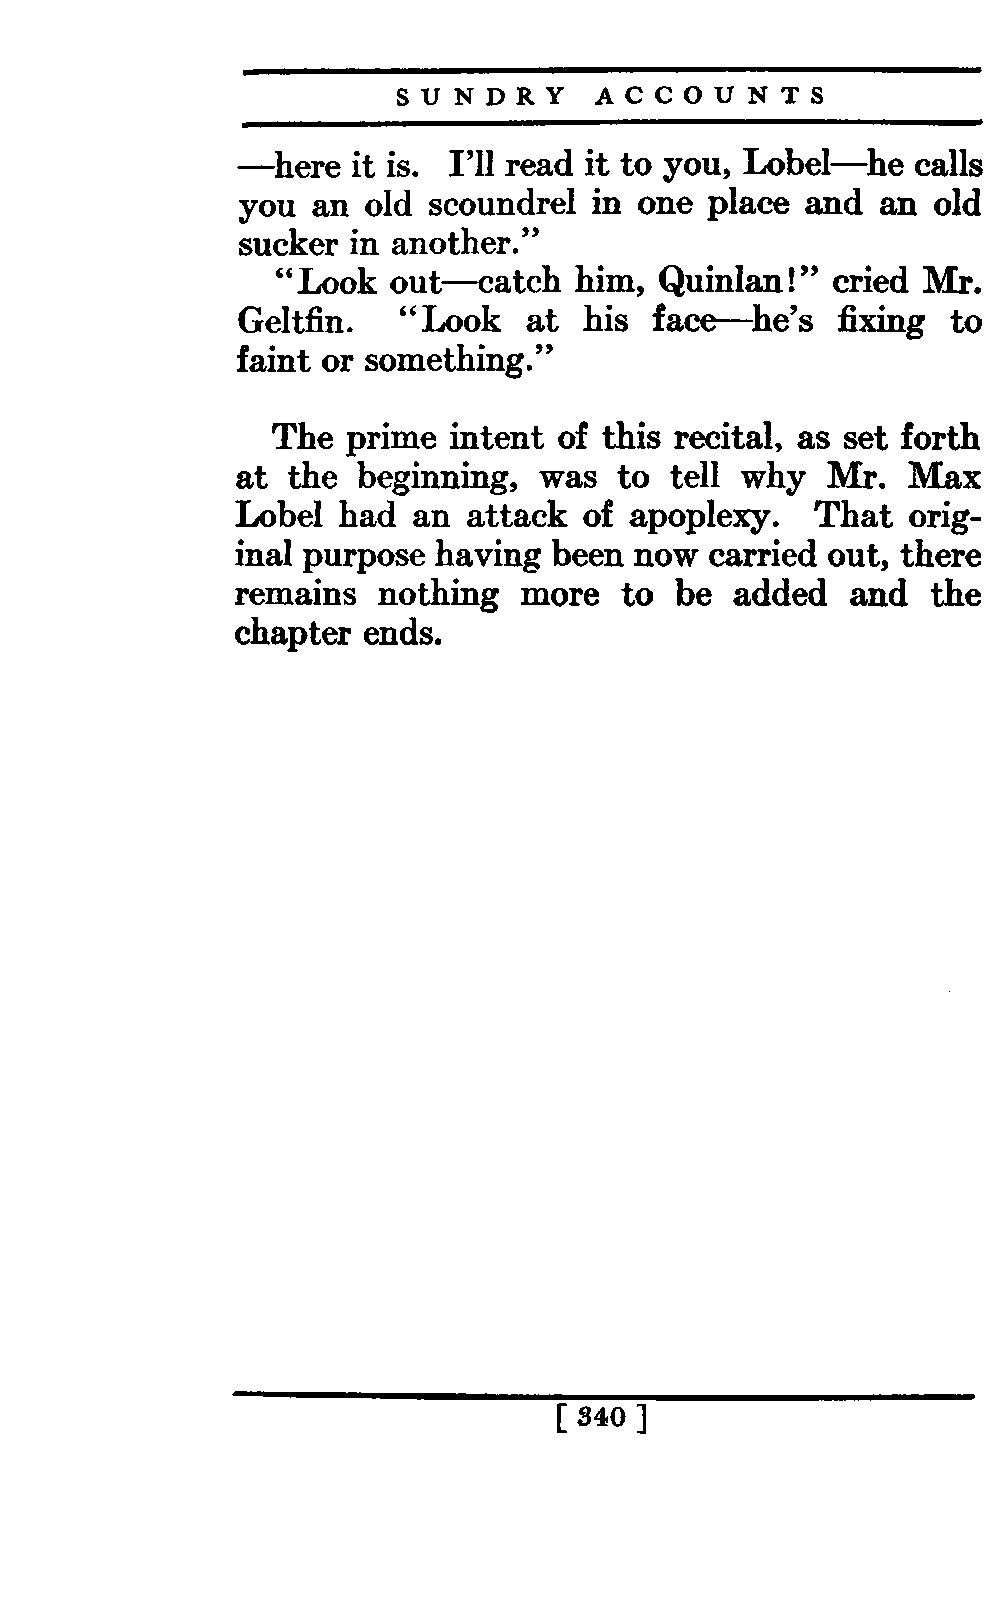 SUNDRY ACCOUNTS
—here it is. I'll read it to you, Lobel—he calls
you an old scoundrel in one place and an old
sucker in another."
"Look out—catch him, Quinlan!" cried Mr.
Geltfin. "Look at his face—he's fixing to
faint or something."
The prime intent of this recital, as set forth
at the beginning, was to tell why Mr. Max
Lobel had an attack of apoplexy. That orig-
inal purpose having been now carried out, there
remains nothing more to be added and the
chapter ends.
[ 340 ]